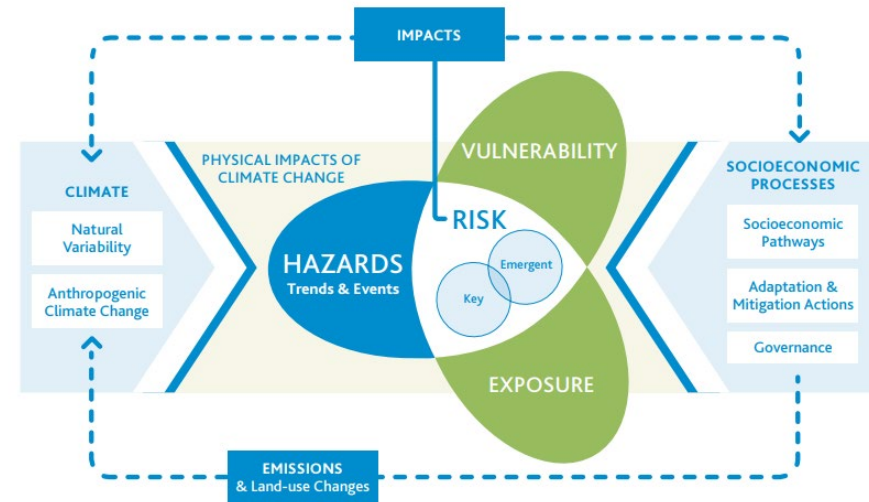 IMPACTS
PHYSICAL IMPACTS OF
CLIMATE CHANGE
VULNERABILITY
CLIMATE
Natural
Variability
Anthropogenic
Climate Change
HAZARDS
Trends & Events
RISK
Emergent
Key
EXPOSURE
SOCIOECONOMIC
PROCESSES
Socioeconomic
Pathways
Adaptation &
Mitigation Actions
Governance
EMISSIONS
& Land-use Changes